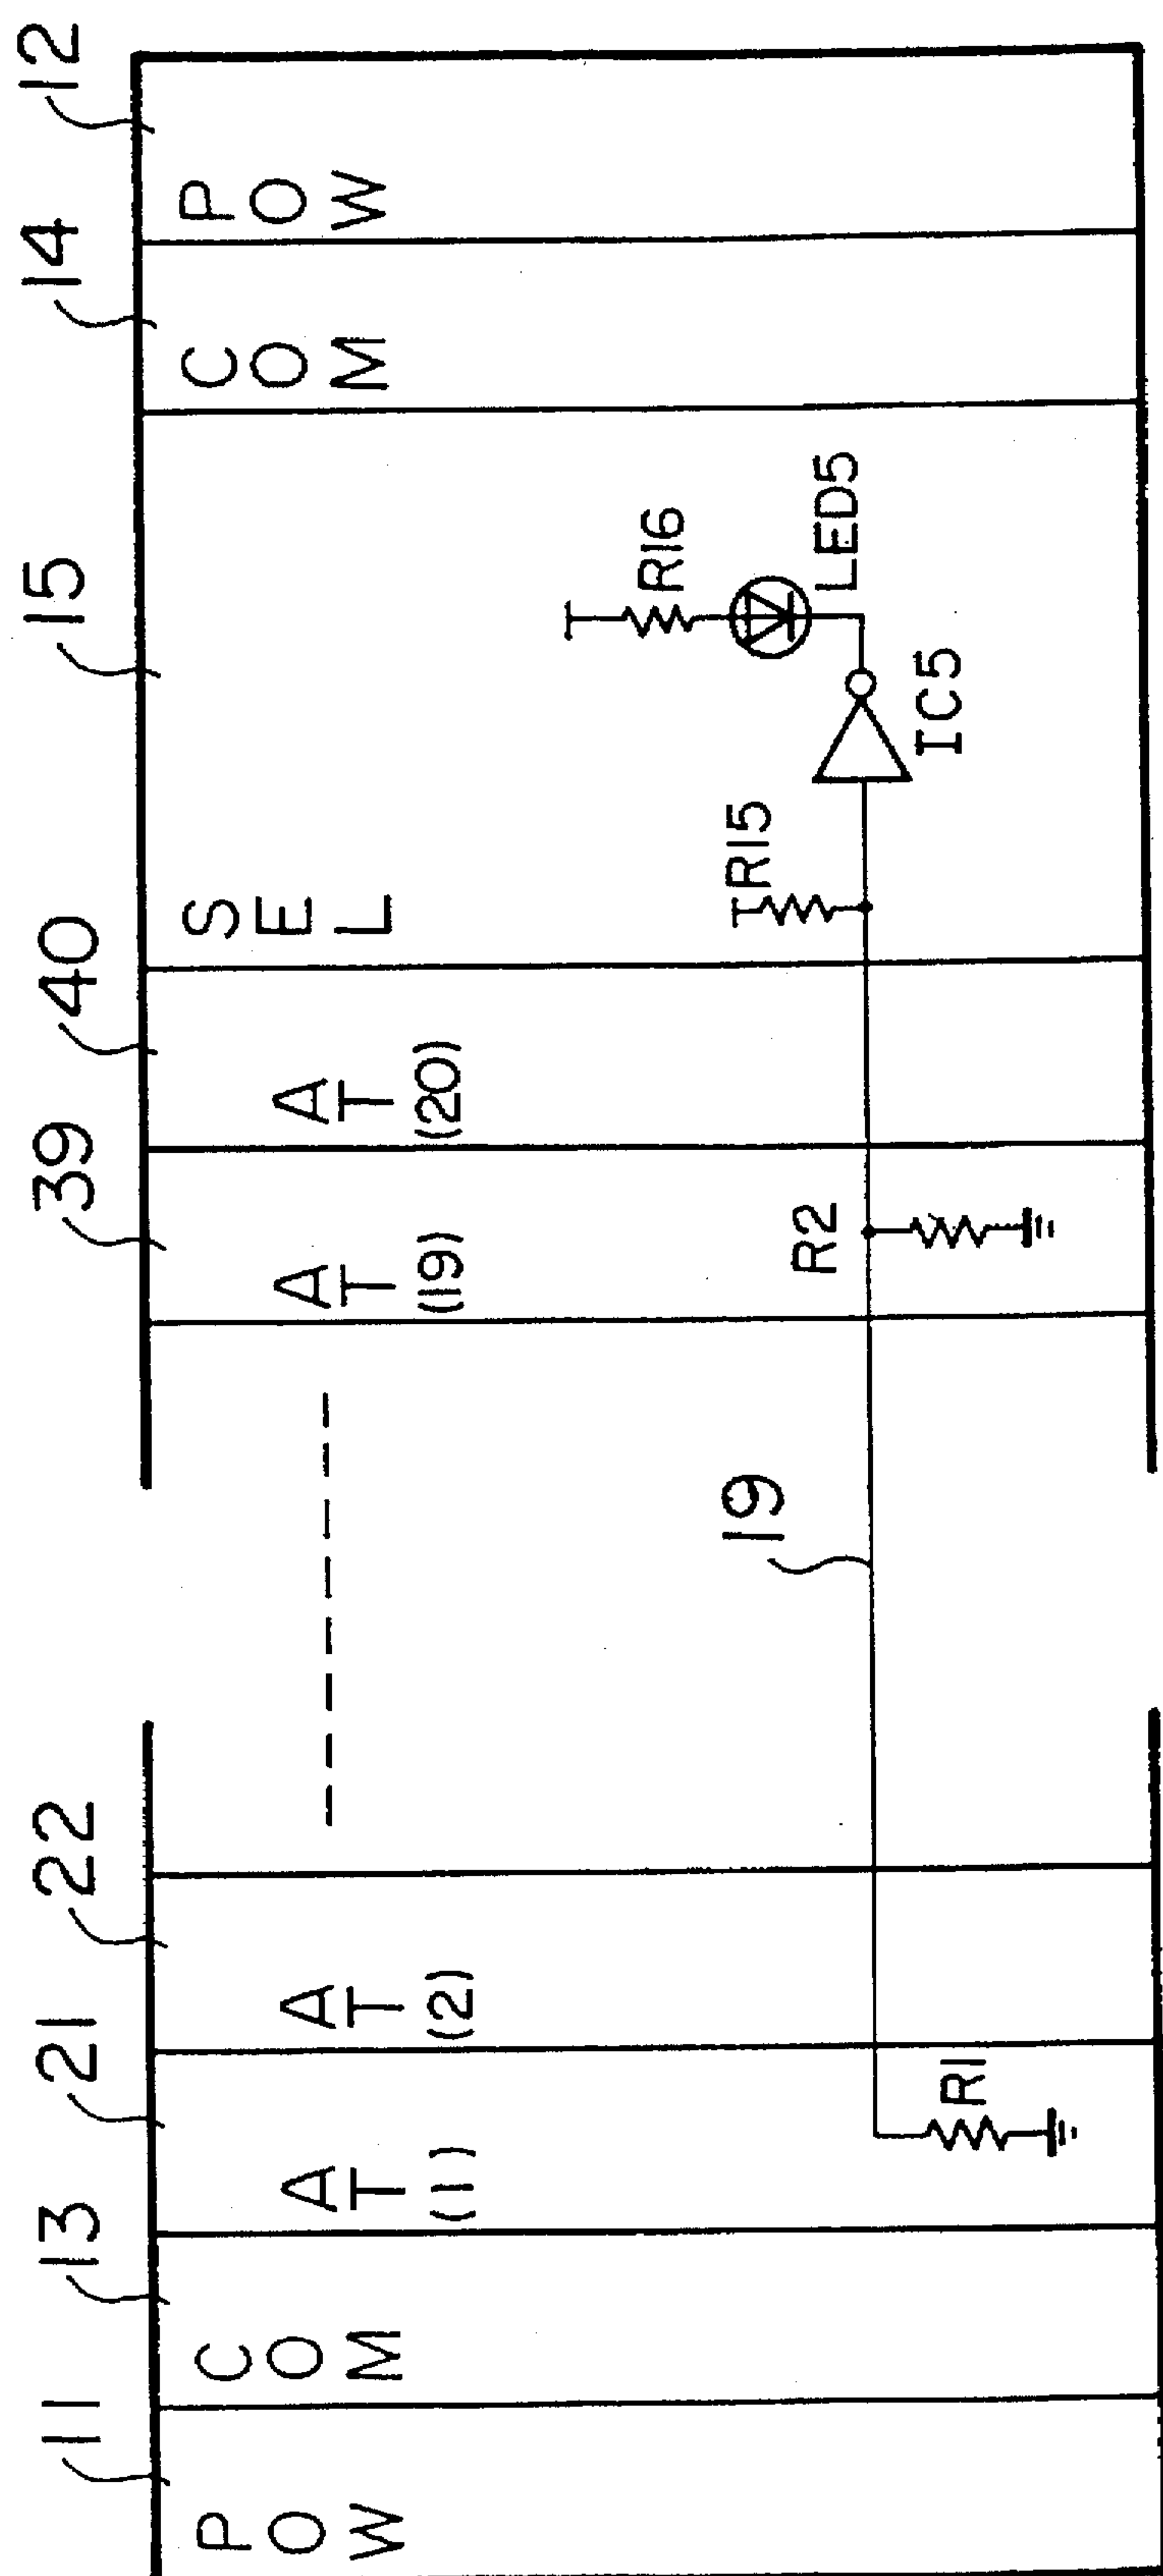 11
13
21
22
39
40
15
14
12
POW
COM
AT
(1)
AT
(2)
AT
(19)
AT
(20)
SEL
COM
POW
19
R1
R2
R15
IC5
R16
LED5